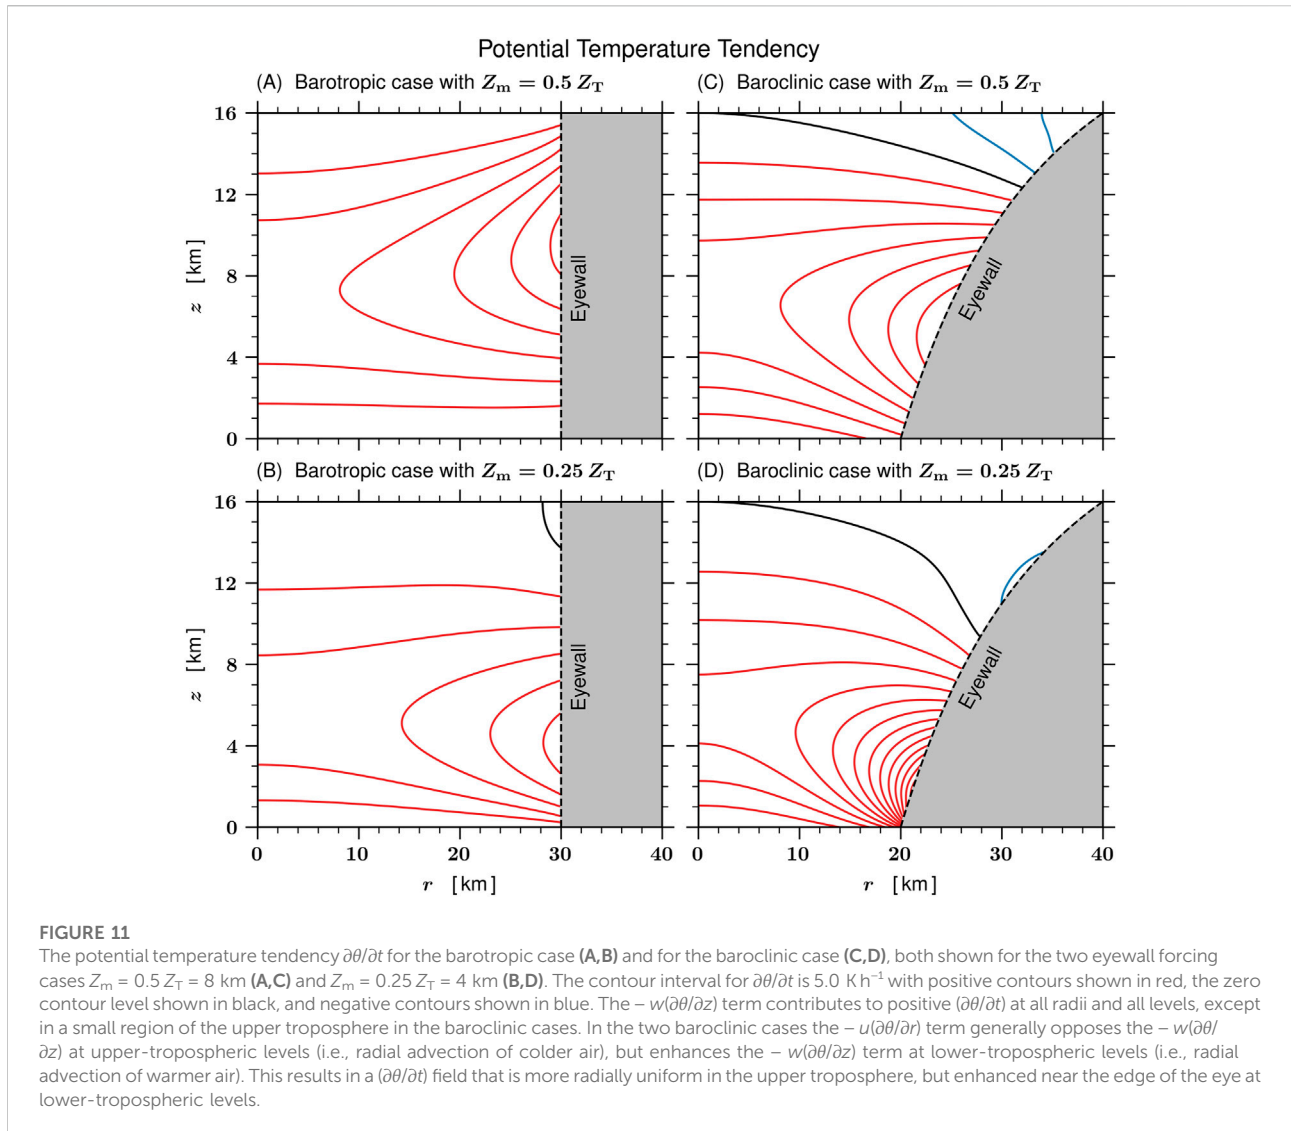 Potential Temperature Tendency
(A) Barotropic case with Zm = 0.5 ZT
(C) Baroclinic case with Zm = 0.5 ZT
16
12
8
4
0
z [km]
Eyewall
16
12
8
4
0
Eyewall
(B) Barotropic case with Zm = 0.25 ZT
(D) Baroclinic case with Zm = 0.25 ZT
16
12
8
4
0
z [km]
Eyewall
0 10 20 30 40
r [km]
16
12
8
4
0
Eyewall
0 10 20 30 40
r [km]
FIGURE 11
The potential temperature tendency ∂θ/∂t for the barotropic case (A,B) and for the baroclinic case (C,D), both shown for the two eyewall forcing
cases Zm = 0.5 ZT = 8 km (A,C) and Zm = 0.25 ZT = 4 km (B,D). The contour interval for ∂θ/∂t is 5.0 K h⁻¹ with positive contours shown in red, the zero
contour level shown in black, and negative contours shown in blue. The − w(∂θ/∂z) term contributes to positive (∂θ/∂t) at all radii and all levels, except
in a small region of the upper troposphere in the baroclinic cases. In the two baroclinic cases the − u(∂θ/∂r) term generally opposes the − w(∂θ/
∂z) at upper-tropospheric levels (i.e., radial advection of colder air), but enhances the − w(∂θ/∂z) term at lower-tropospheric levels (i.e., radial
advection of warmer air). This results in a (∂θ/∂t) field that is more radially uniform in the upper troposphere, but enhanced near the edge of the eye at
lower-tropospheric levels.